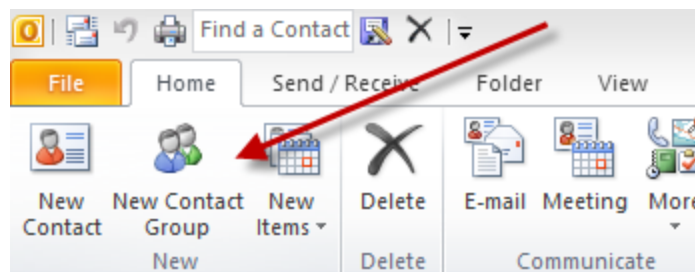 Find a Contact
File Home Send / Receive Folder View
New Contact New Contact Group New Items Delete E-mail Meeting More
New Delete Communicate